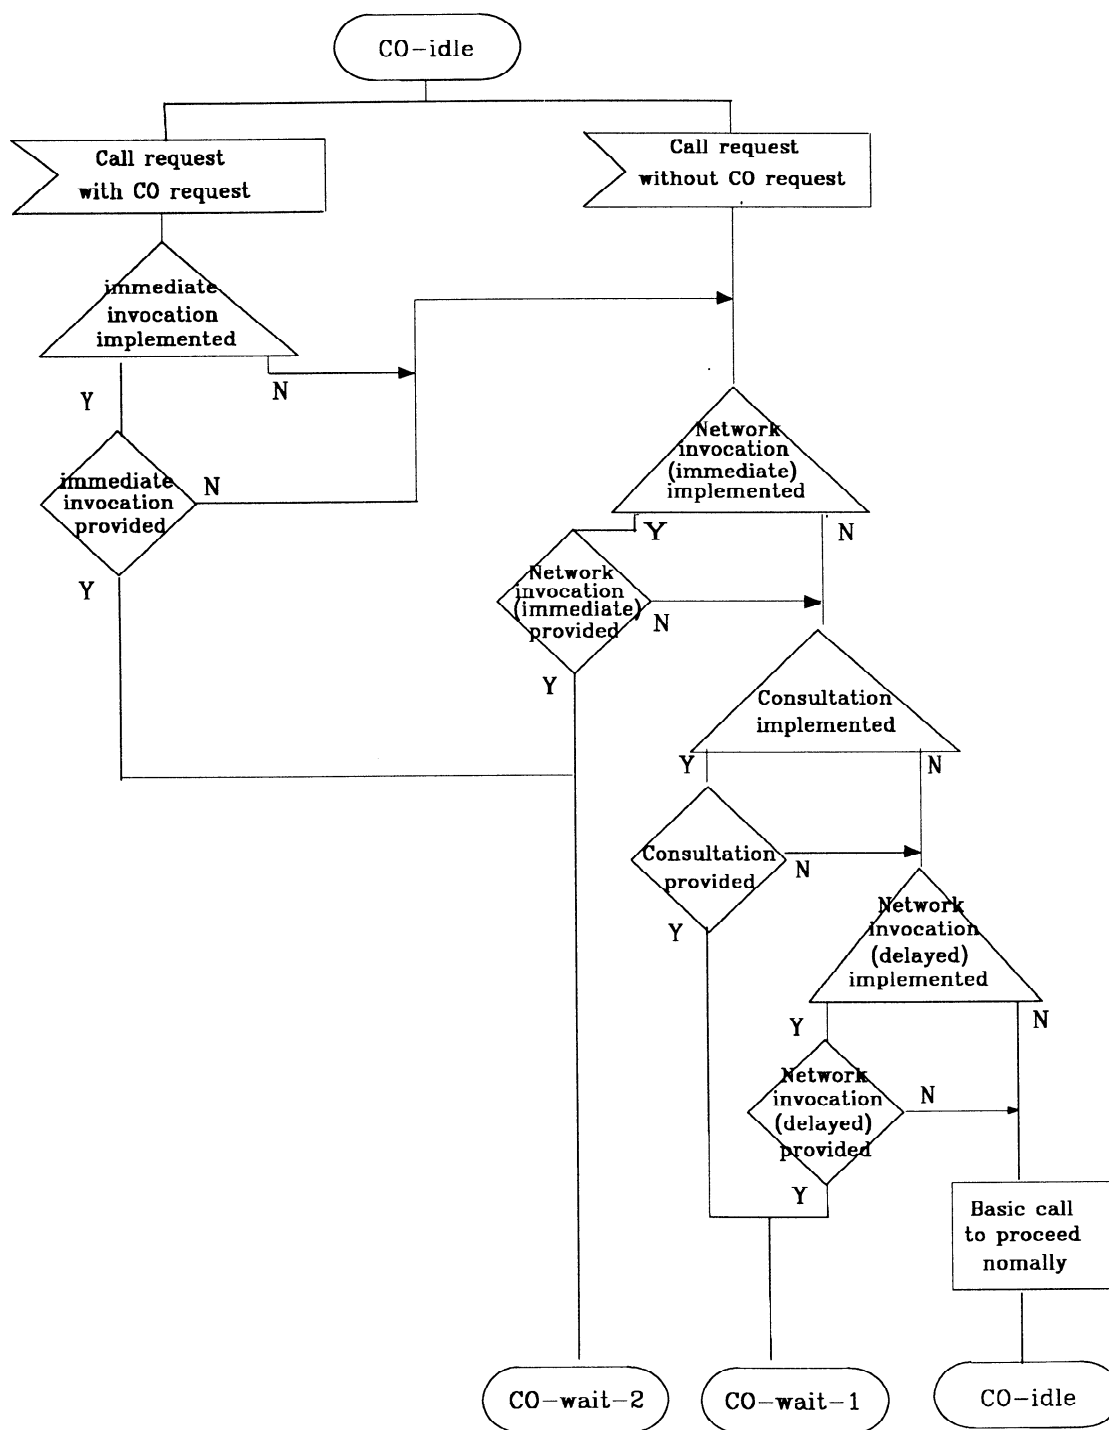 CO-idle
Call request
with CO request
Call request
without CO request
immediate
invocation
implemented
N
Y
immediate
invocation
provided
N
Y
Network
invocation
(immediate)
implemented
Y
N
Network
invocation
(immediate)
provided
N
Y
Consultation
implemented
Y
N
Consultation
provided
N
Y
Network
invocation
(delayed)
implemented
Y
N
Network
invocation
(delayed)
provided
N
Y
Basic call
to proceed
nomally
CO-wait-2
CO-wait-1
CO-idle